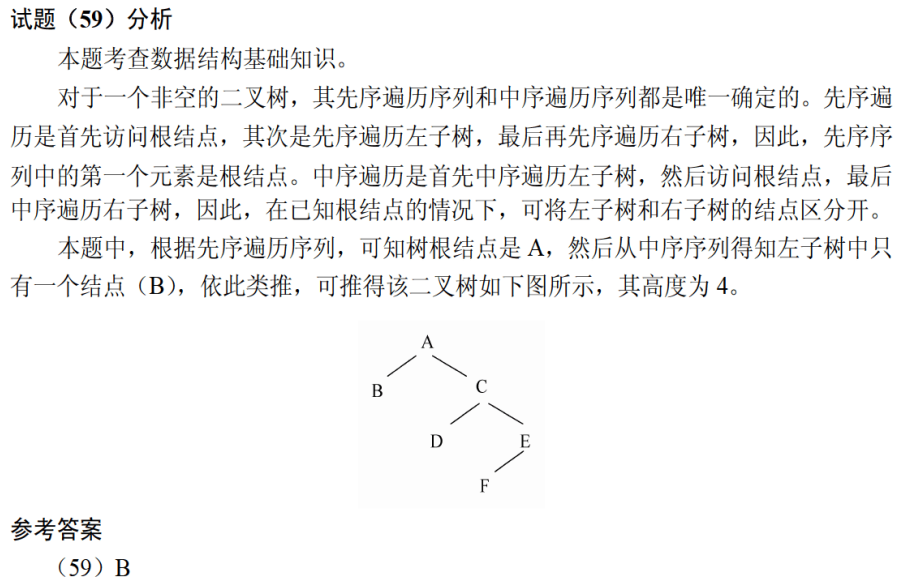 试题（59）分析
本题考查数据结构基础知识。
对于一个非空的二叉树，其先序遍历序列和中序遍历序列都是唯一确定的。先序遍
历是首先访问根结点，其次是先序遍历左子树，最后再先序遍历右子树，因此，先序序
列中的第一个元素是根结点。中序遍历是首先中序遍历左子树，然后访问根结点，最后
中序遍历右子树，因此，在已知根结点的情况下，可将左子树和右子树的结点区分开。
本题中，根据先序遍历序列，可知树根结点是 A，然后从中序序列得知左子树中只
有一个结点（B），依此类推，可推得该二叉树如下图所示，其高度为 4。
A
B C
D E
F
参考答案
（59）B